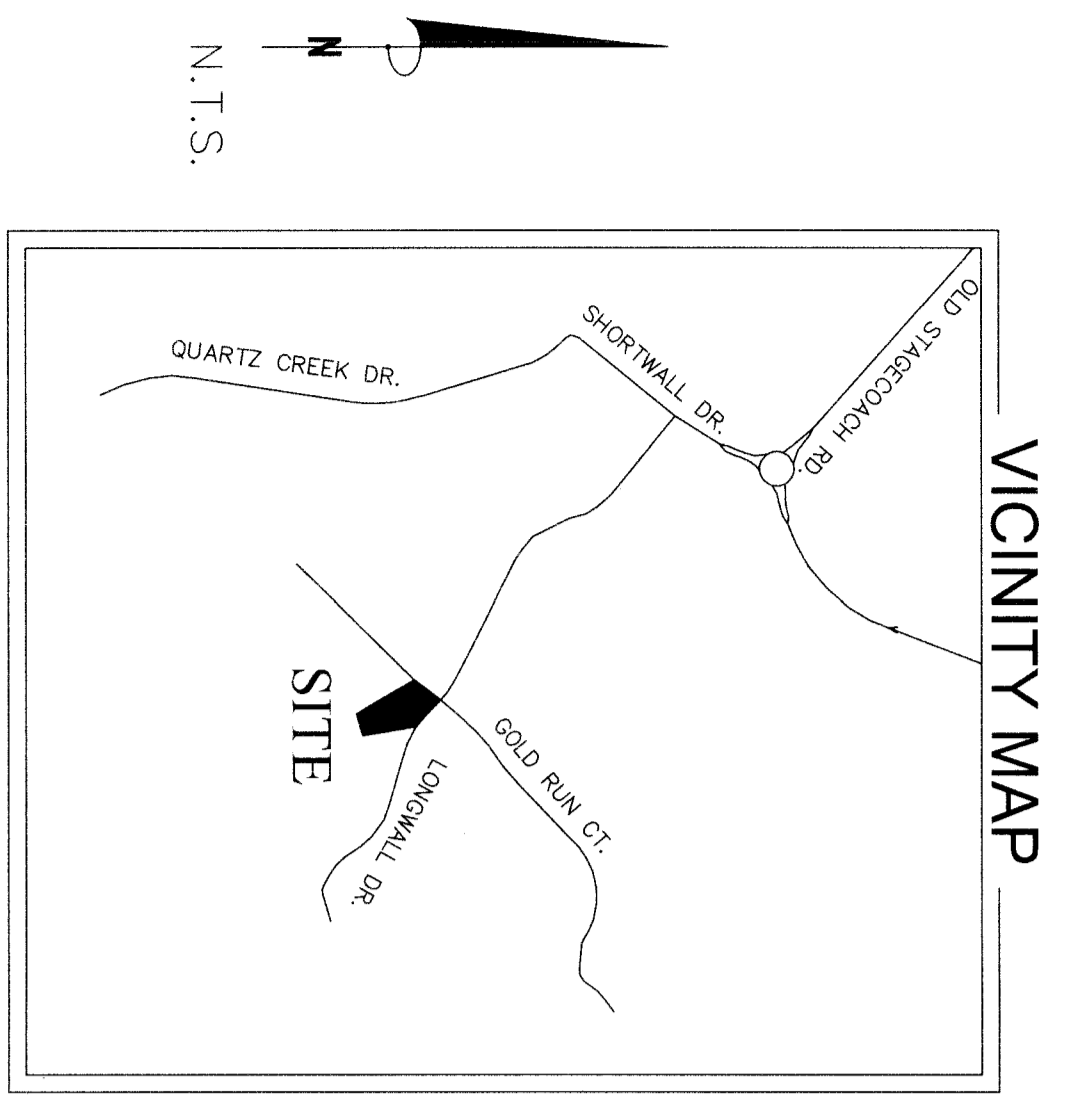 VICINITY MAP
OLD STAGECOACH RD.
SHORTWALL DR.
QUARTZ CREEK DR.
GOLD RUN CT.
LONGWALL DR.
SITE
N
N.T.S.